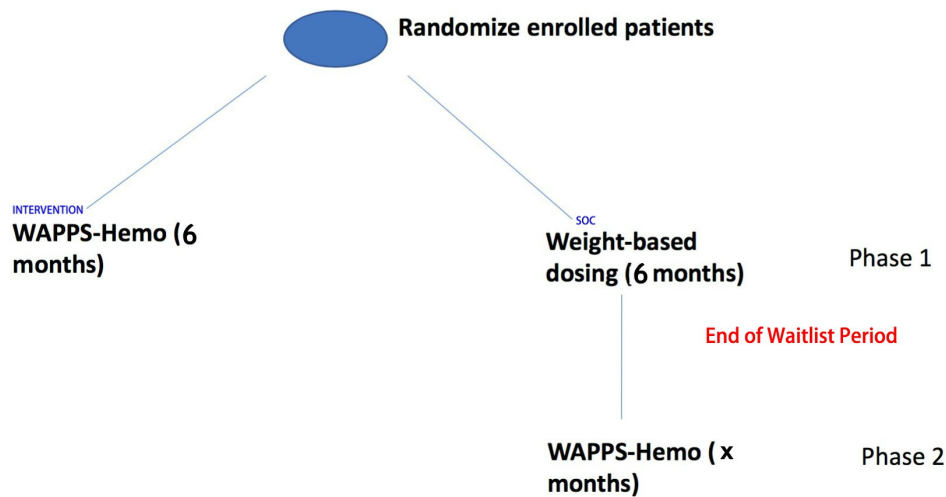 Randomize enrolled patients
INTERVENTION
WAPPS-Hemo (6
months)
SOC
Weight-based
dosing (6 months)
Phase 1
End of Waitlist Period
WAPPS-Hemo ( x
months)
Phase 2